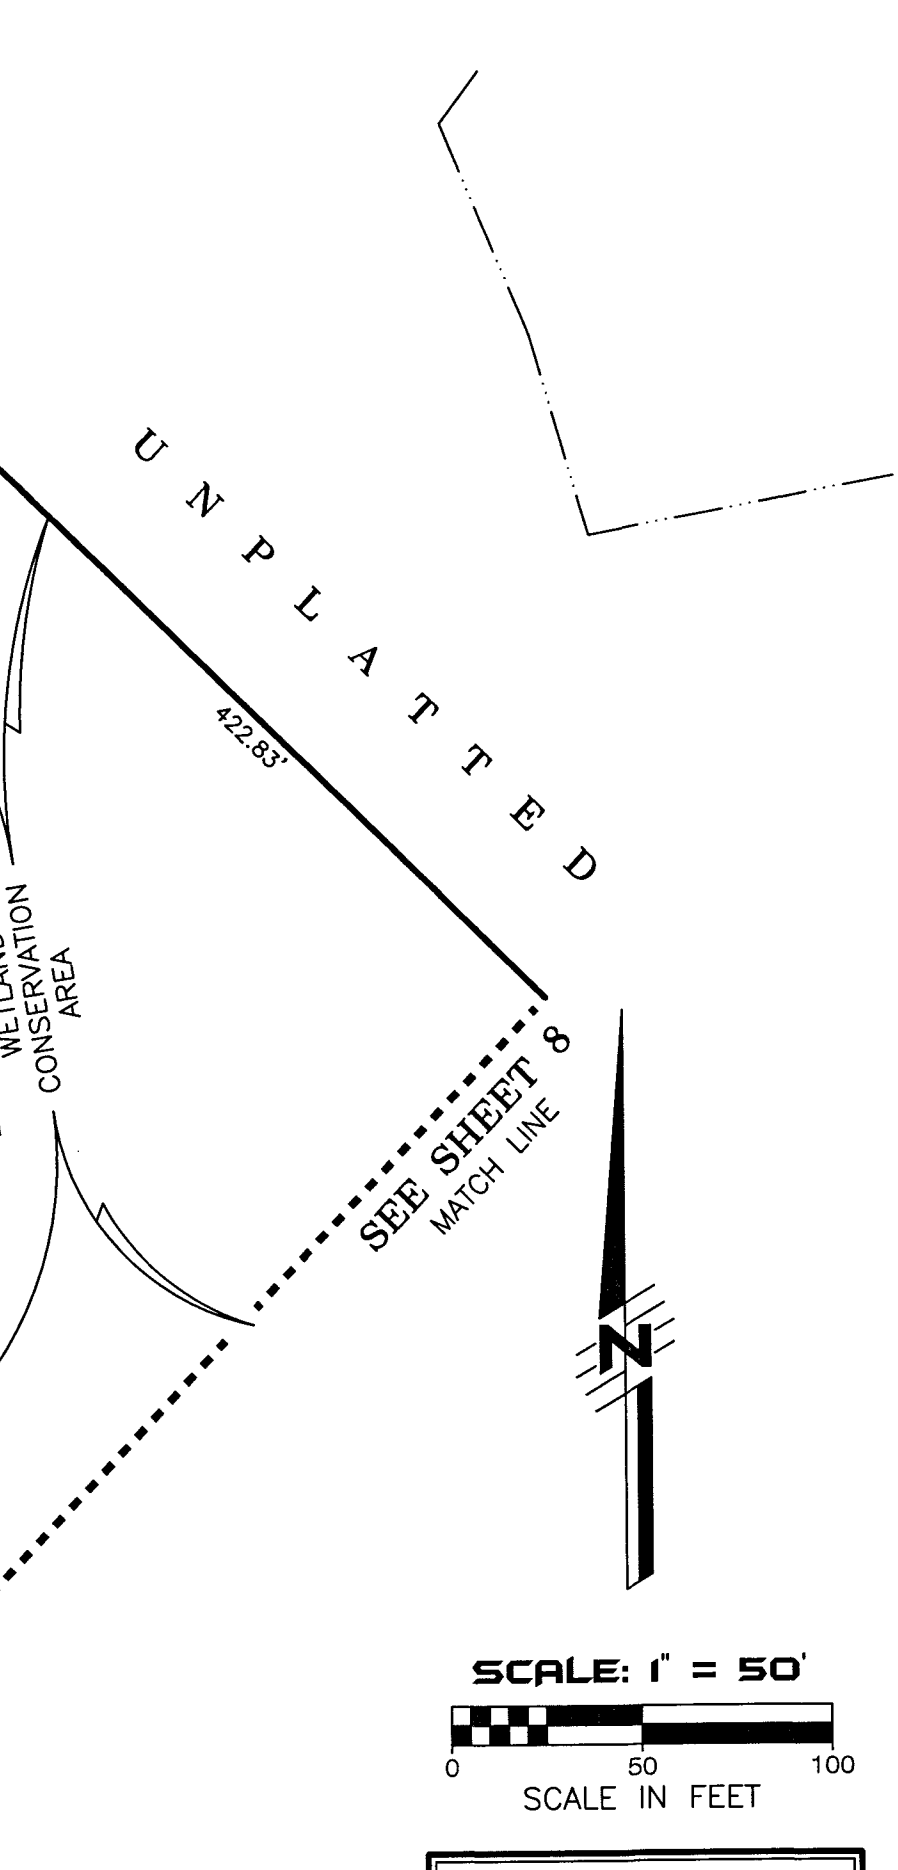 UNPLATTED
422.83'
WETLAND
CONSERVATION
AREA
SEE SHEET 8
MATCH LINE
N
SCALE: 1" = 50'
0 50 100
SCALE IN FEET